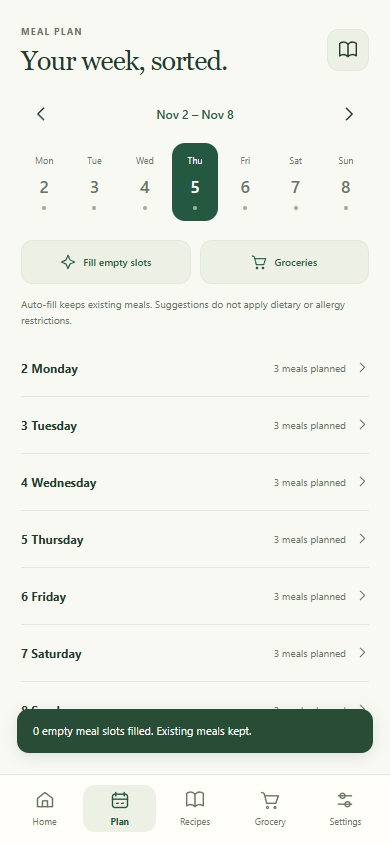 MEAL PLAN
Your week, sorted.
Nov 2 – Nov 8
Mon Tue Wed Thu Fri Sat Sun
2 3 4 5 6 7 8
Fill empty slots
Groceries
Auto-fill keeps existing meals. Suggestions do not apply dietary or allergy
restrictions.
2 Monday 3 meals planned
3 Tuesday 3 meals planned
4 Wednesday 3 meals planned
5 Thursday 3 meals planned
6 Friday 3 meals planned
7 Saturday 3 meals planned
0 empty meal slots filled. Existing meals kept.
Home Plan Recipes Grocery Settings